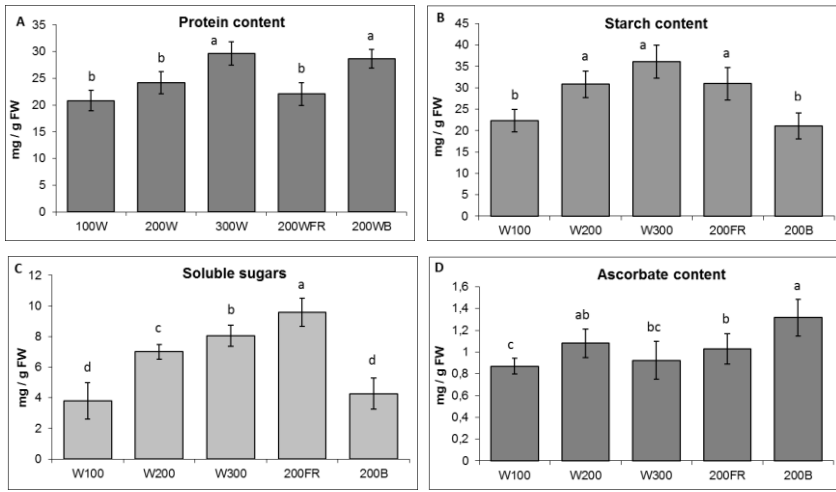 A
Protein content
35
30
25
20
15
10
5
0
mg / g FW
b
b
a
b
a
100W
200W
300W
200WFR
200WB
B
Starch content
45
40
35
30
25
20
15
10
5
0
mg / g FW
b
a
a
a
b
W100
W200
W300
200FR
200B
C
Soluble sugars
12
10
8
6
4
2
0
mg / g FW
d
c
b
a
d
W100
W200
W300
200FR
200B
D
Ascorbate content
1,6
1,4
1,2
1
0,8
0,6
0,4
0,2
0,0
mg / g FW
c
ab
bc
b
a
W100
W200
W300
200FR
200B